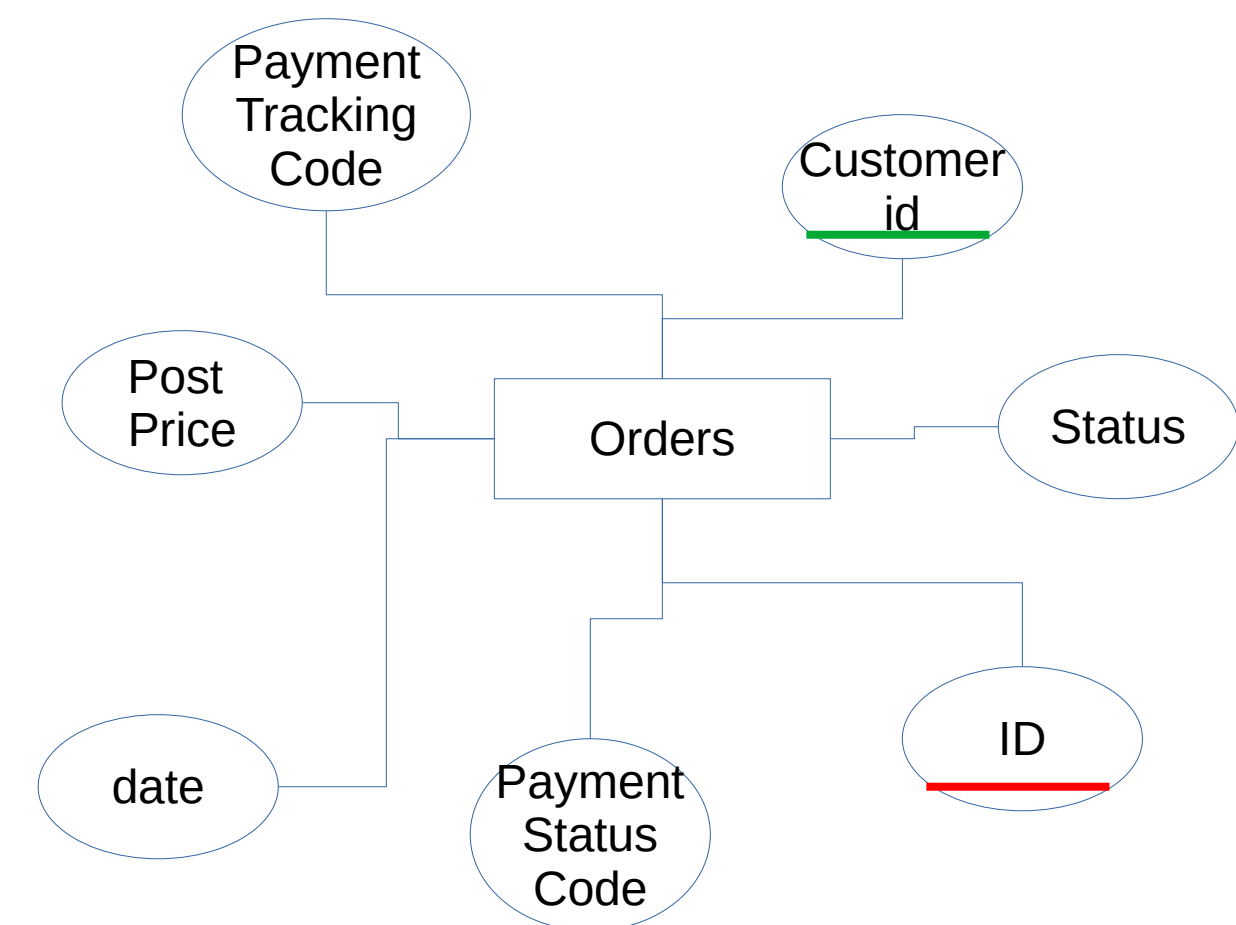 Payment
Tracking
Code
Customer
id
Post
Price
Orders
Status
date
Payment
Status
Code
ID